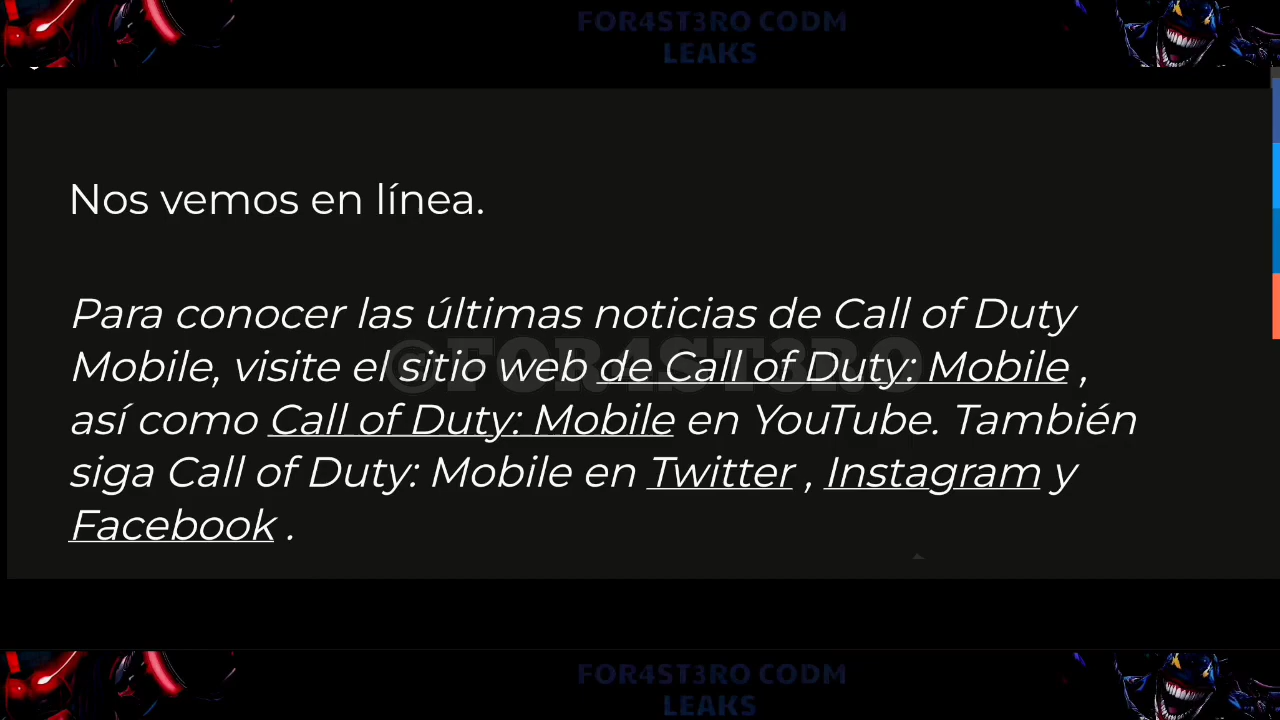 FOR4ST3RO CODM
LEAKS
Nos vemos en línea.
Para conocer las últimas noticias de Call of Duty
Mobile, visite el sitio web de Call of Duty: Mobile ,
@FOR4ST3RO
así como Call of Duty: Mobile en YouTube. También
siga Call of Duty: Mobile en Twitter , Instagram y
Facebook .
FOR4ST3RO CODM
LEAKS